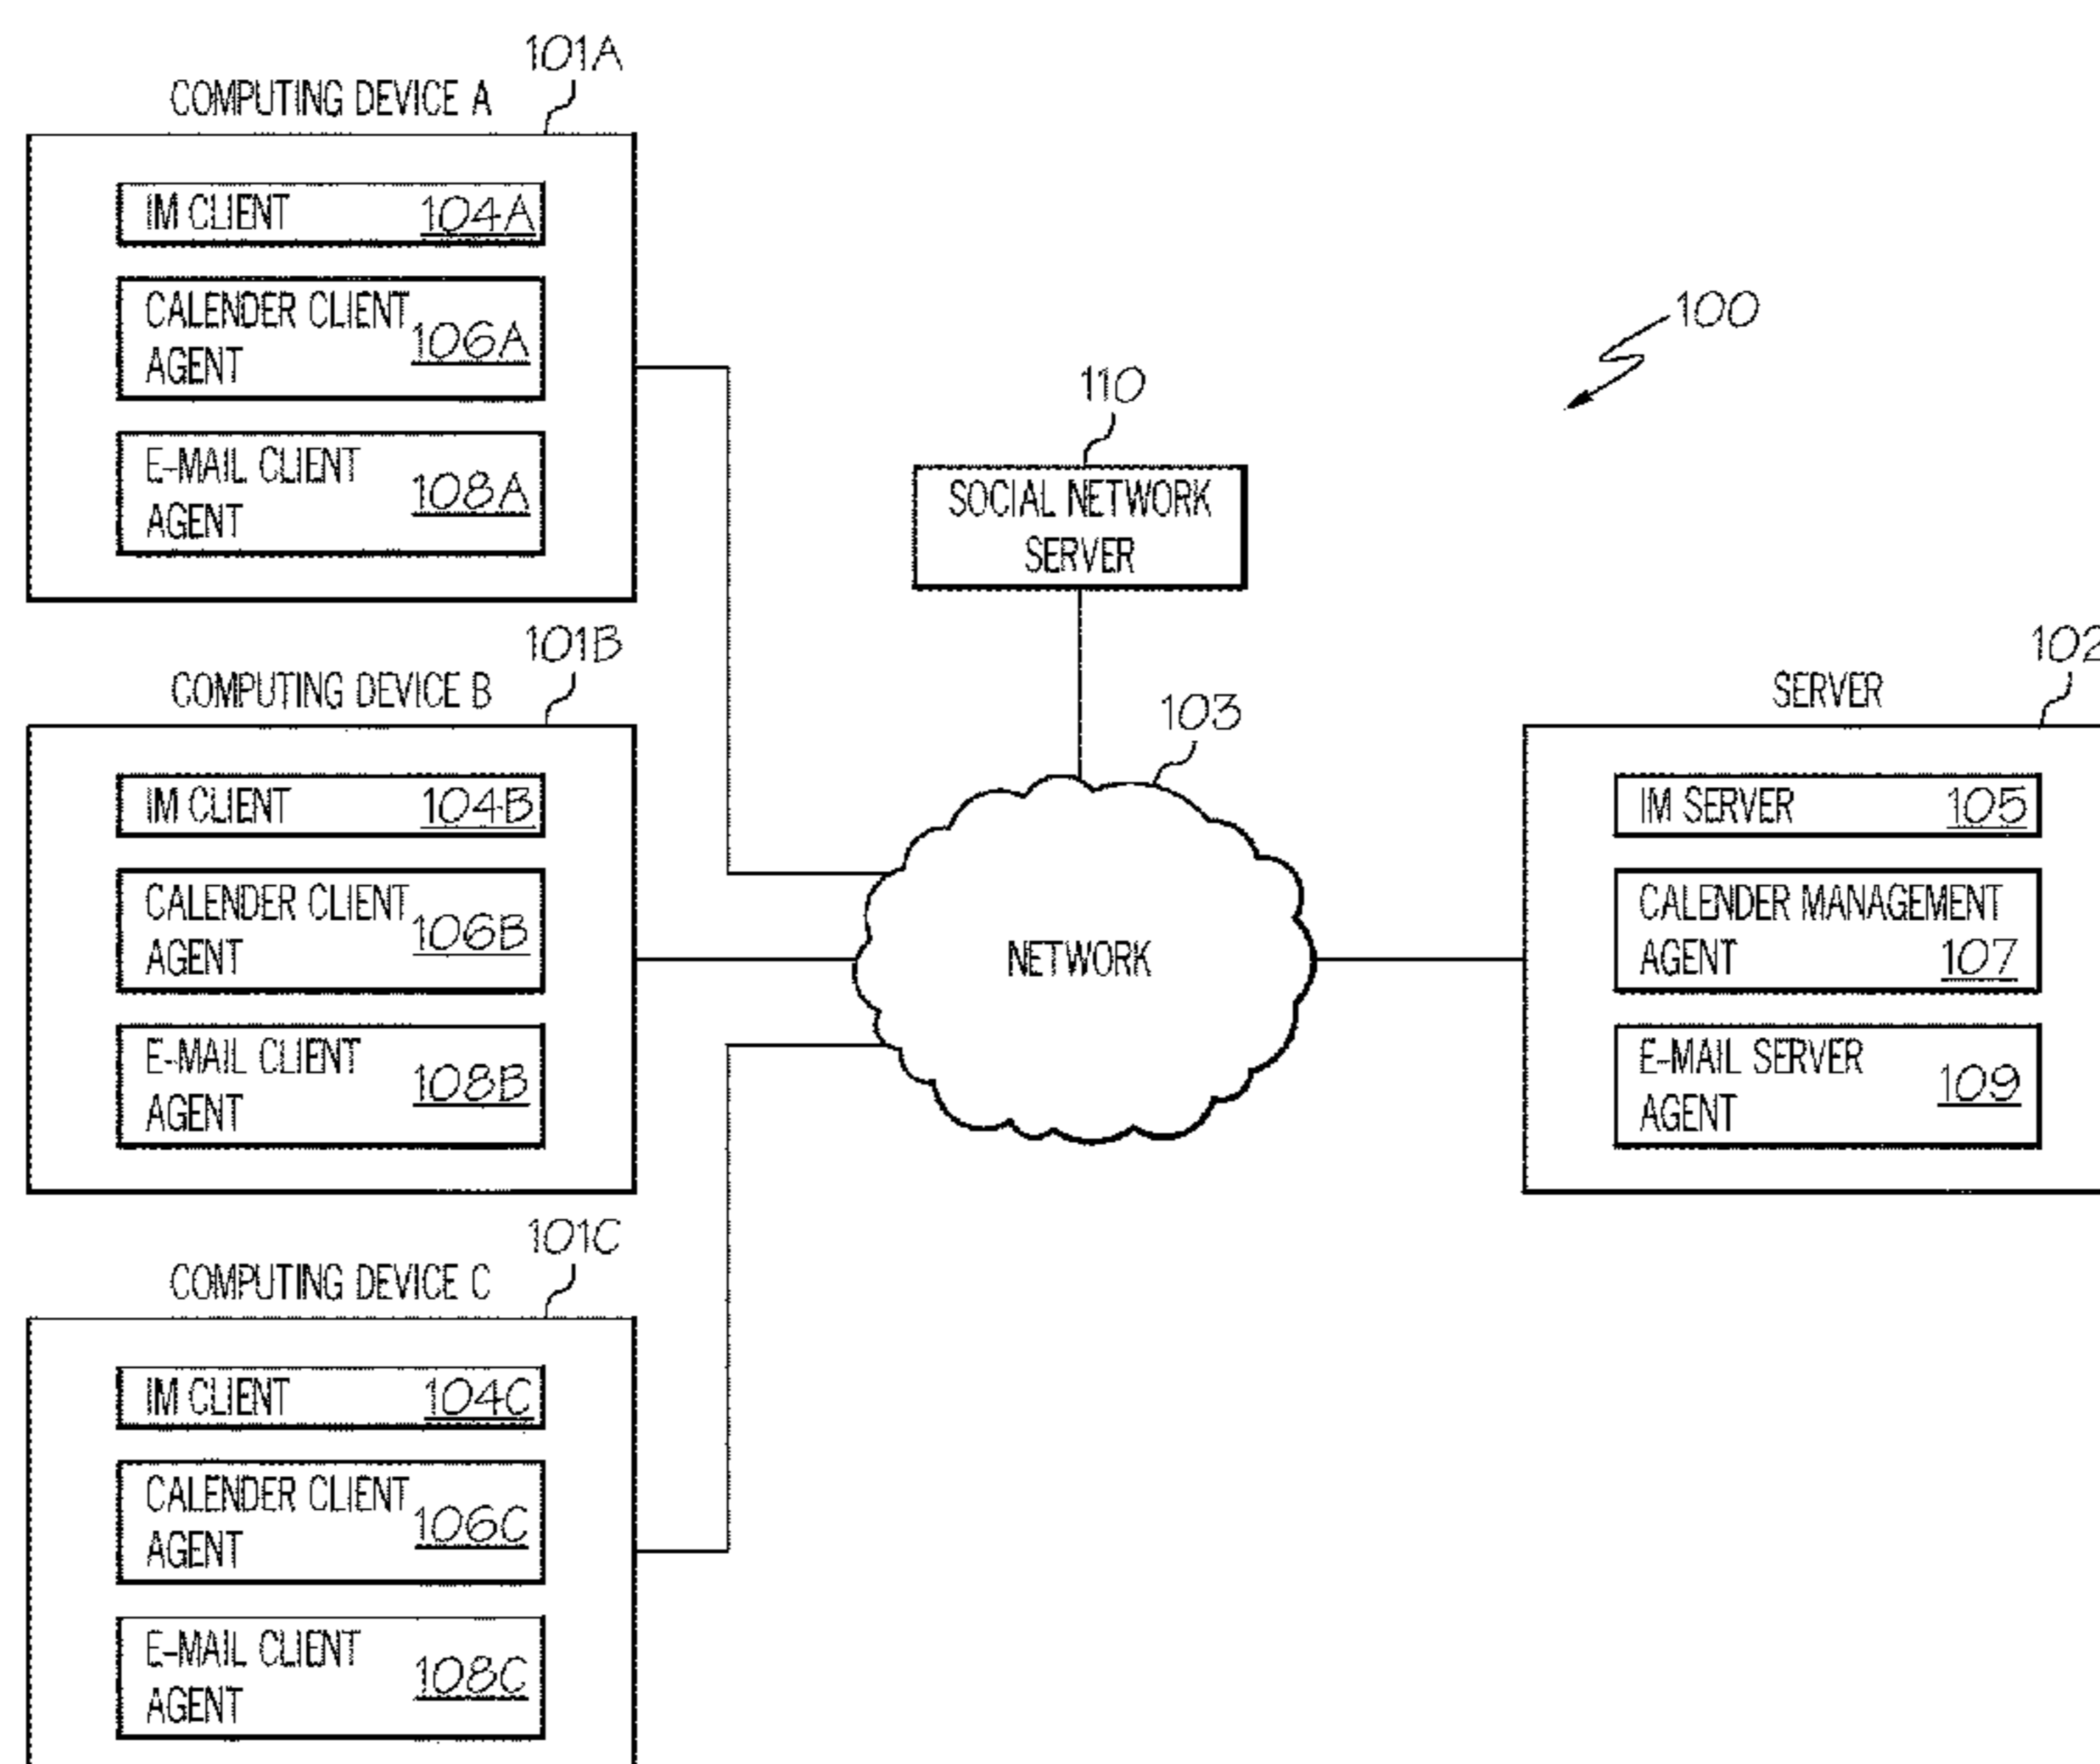 101A
COMPUTING DEVICE A
IM CLIENT 104A
CALENDER CLIENT
AGENT 106A
E-MAIL CLIENT
AGENT 108A
100
110
SOCIAL NETWORK
SERVER
101B
COMPUTING DEVICE B
IM CLIENT 104B
CALENDER CLIENT
AGENT 106B
E-MAIL CLIENT
AGENT 108B
103
NETWORK
102
SERVER
IM SERVER 105
CALENDER MANAGEMENT
AGENT 107
E-MAIL SERVER
AGENT 109
101C
COMPUTING DEVICE C
IM CLIENT 104C
CALENDER CLIENT
AGENT 106C
E-MAIL CLIENT
AGENT 108C